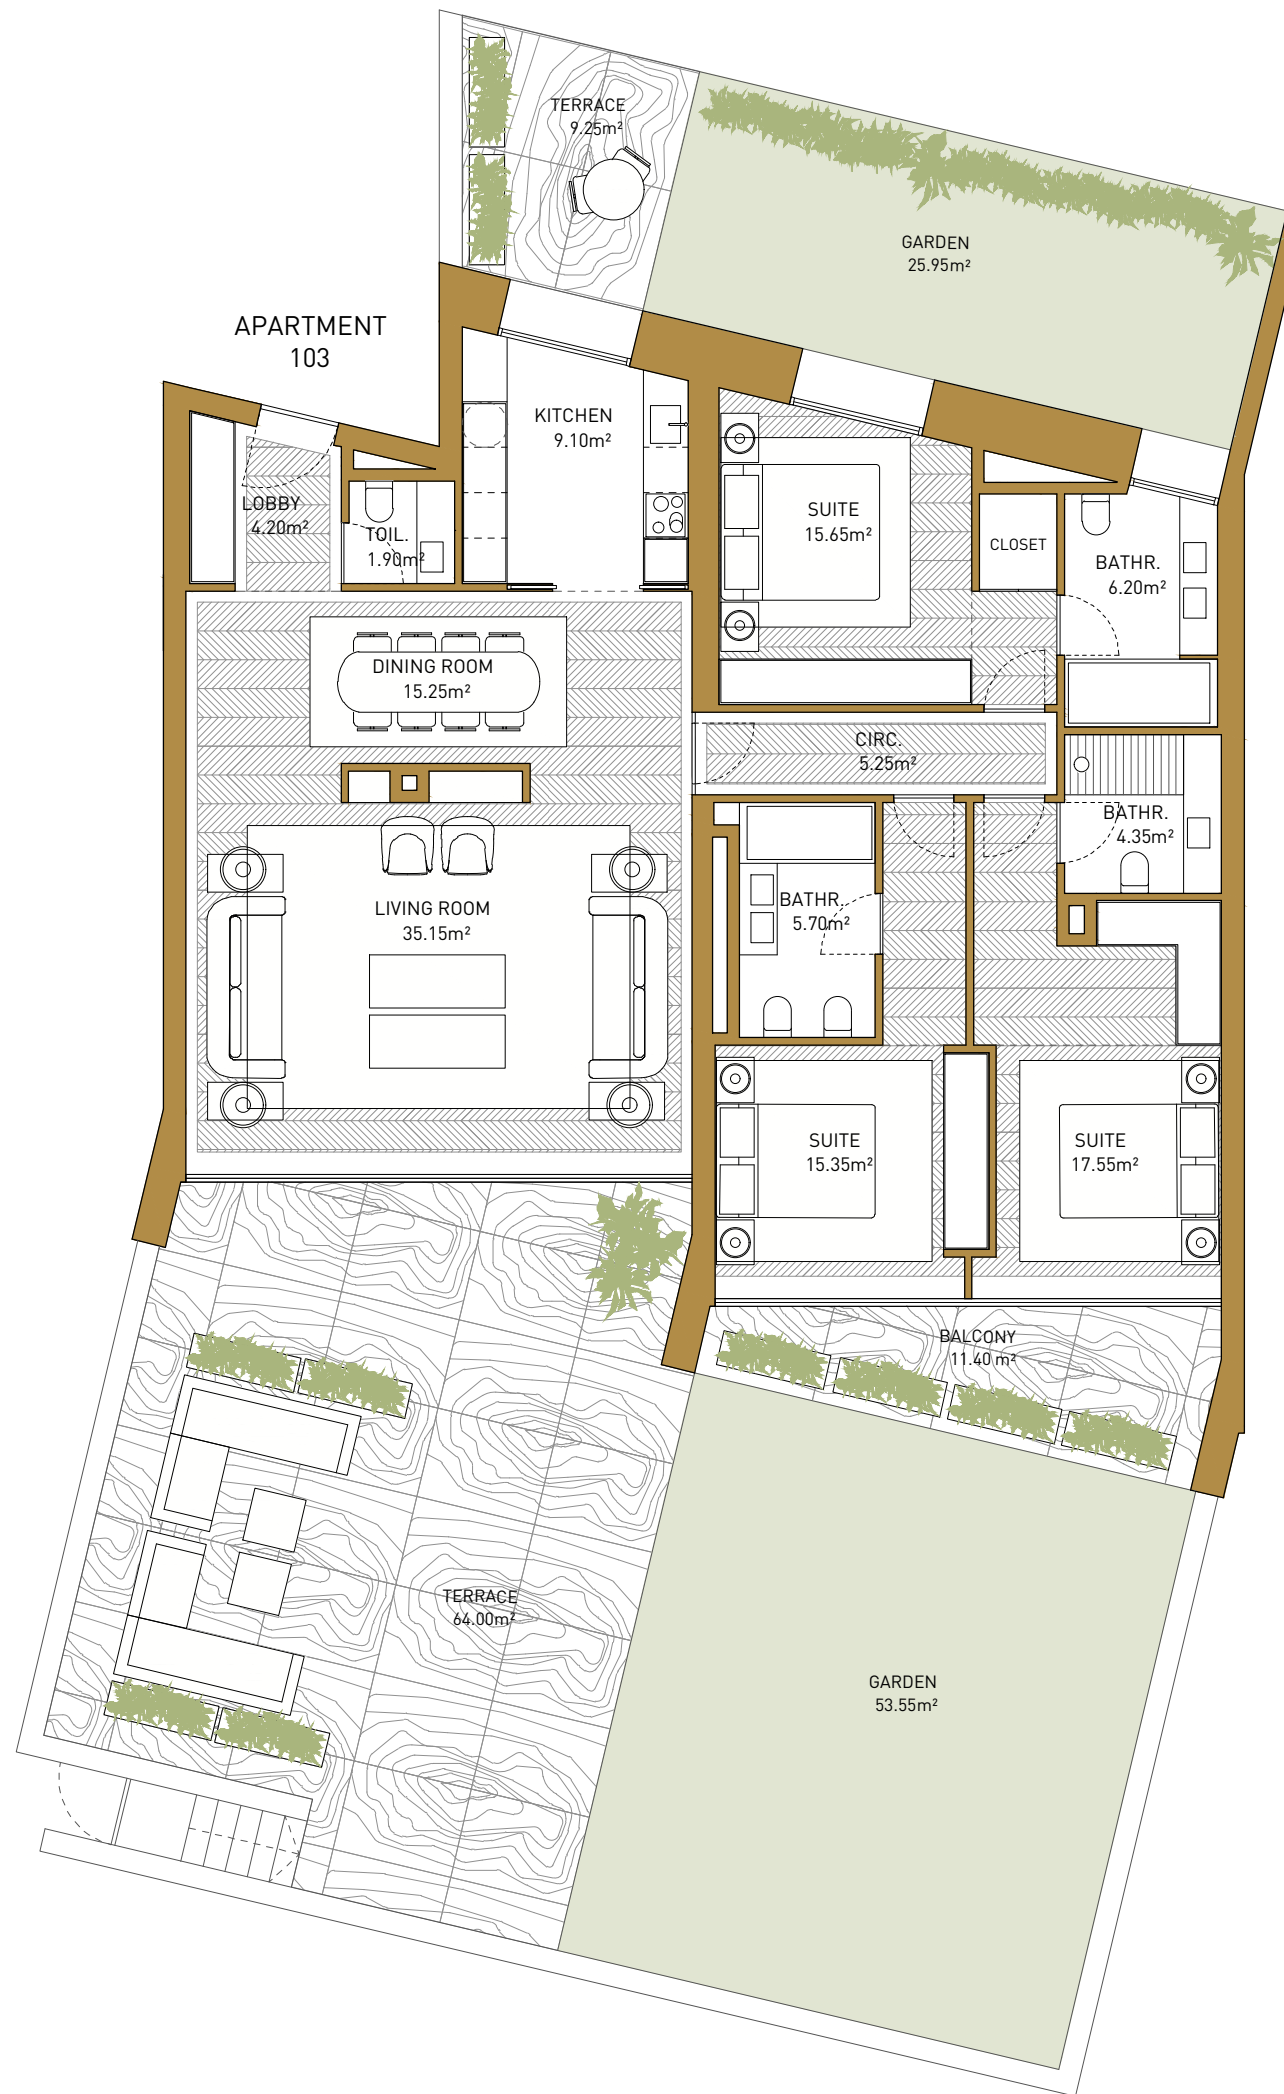 TERRACE
9.25m²
GARDEN
25.95m²
APARTMENT
103
KITCHEN
9.10m²
LOBBY
4.20m²
TOIL.
1.90m²
SUITE
15.65m²
CLOSET
BATHR.
6.20m²
DINING ROOM
15.25m²
CIRC.
5.25m²
BATHR.
4.35m²
LIVING ROOM
35.15m²
BATHR.
5.70m²
SUITE
15.35m²
SUITE
17.55m²
BALCONY
11.40 m²
TERRACE
64.00m²
GARDEN
53.55m²